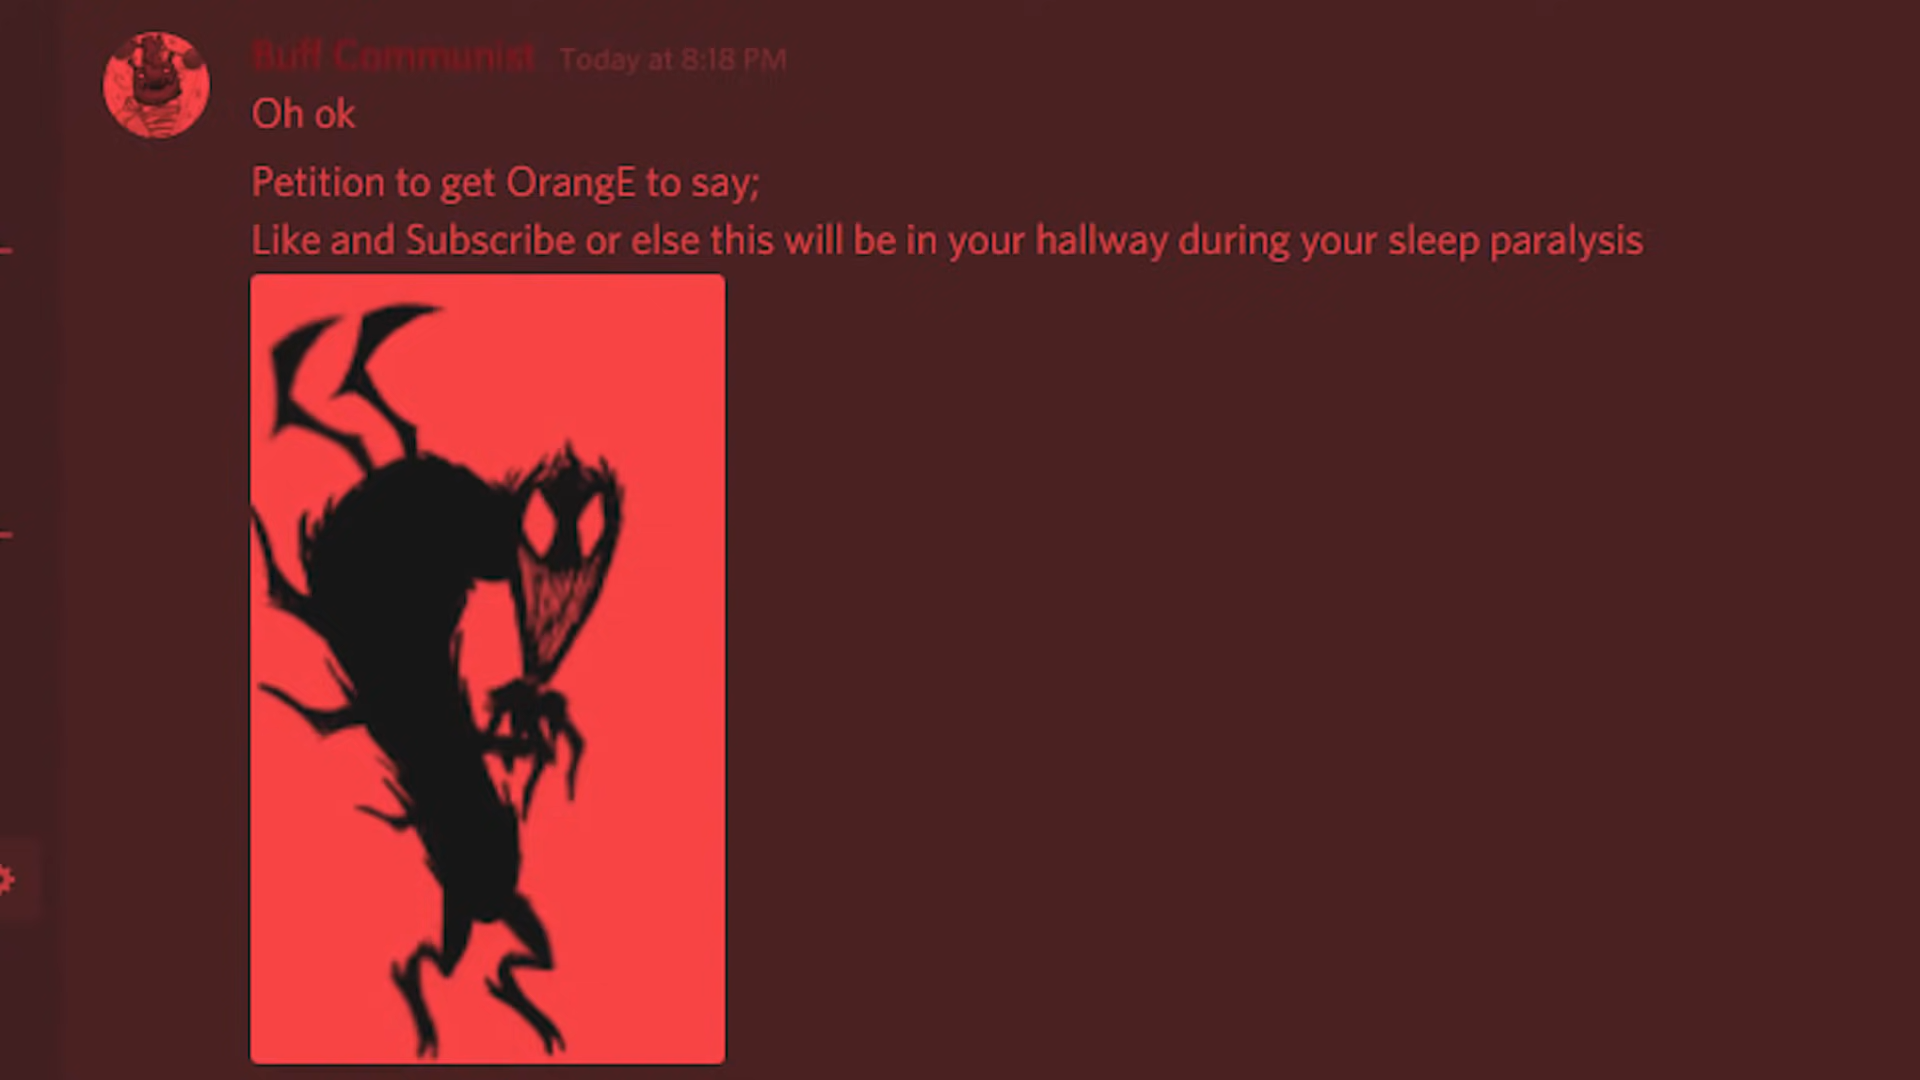 Buff Communist Today at 8:18 PM
Oh ok
Petition to get OrangE to say;
Like and Subscribe or else this will be in your hallway during your sleep paralysis